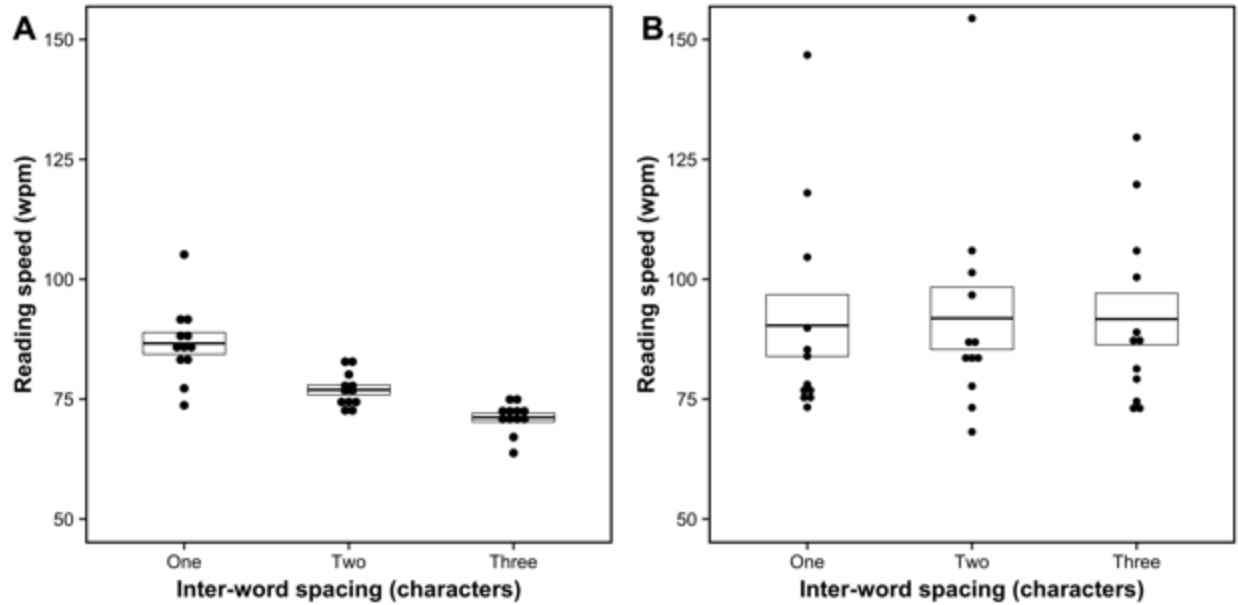 A
Reading speed (wpm)
150
125
100
75
50
One Two Three
Inter-word spacing (characters)
B
Reading speed (wpm)
150
125
100
75
50
One Two Three
Inter-word spacing (characters)